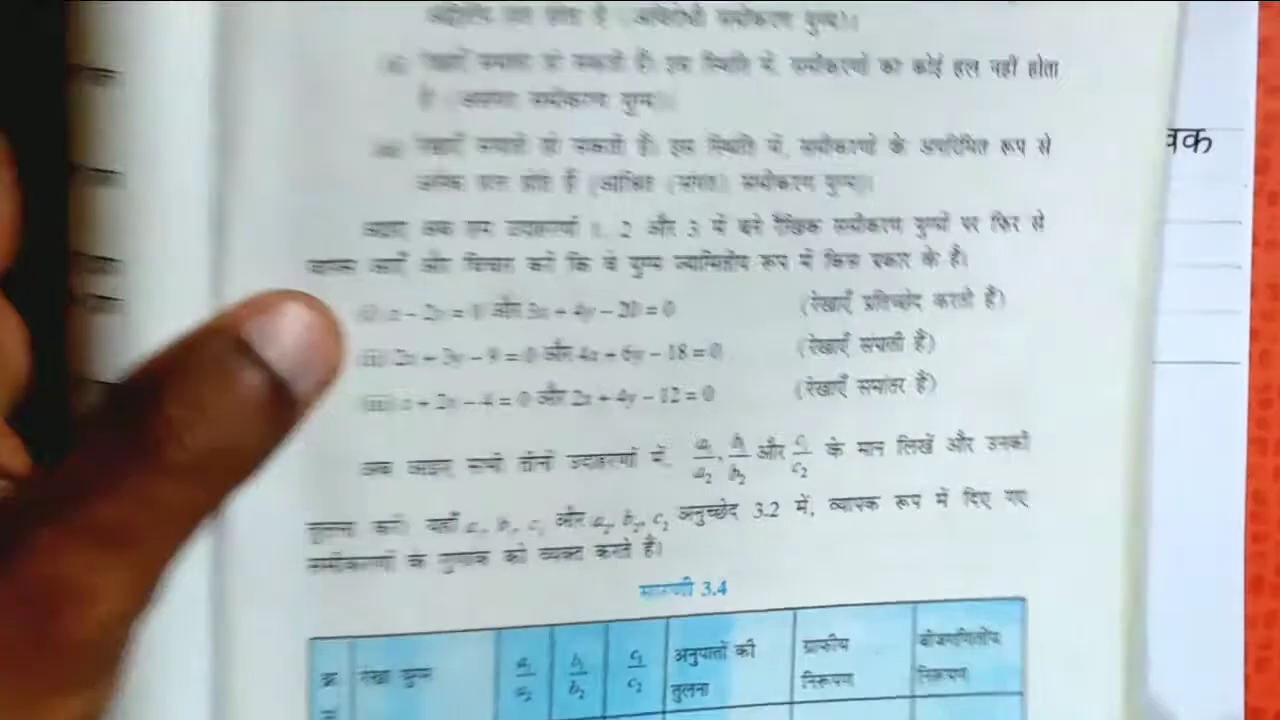 अद्वितीय हल होता है (अविरोधी समीकरण युग्म)।
रेखाएँ समांतर हो सकती हैं। इस स्थिति में, समीकरणों का कोई हल नहीं होता
है (असंगत समीकरण युग्म)।
रेखाएँ संपाती हो सकती हैं। इस स्थिति में, समीकरणों के अपरिमित रूप से
अनेक हल होते हैं [आश्रित (संगत) समीकरण युग्म]।
आइए अब हम उदाहरणों 1, 2 और 3 में बने रैखिक समीकरण युग्मों पर फिर से
वापस जाएँ और विचार करें कि वे युग्म ज्यामितीय रूप में किस प्रकार के हैं।
(i) x – 2y = 0 और 3x + 4y – 20 = 0 (रेखाएँ प्रतिच्छेद करती हैं)
(ii) 2x + 3y – 9 = 0 और 4x + 6y – 18 = 0 (रेखाएँ संपाती हैं)
(iii) x + 2y – 4 = 0 और 2x + 4y – 12 = 0 (रेखाएँ समांतर हैं)
अब आइए सभी तीनों उदाहरणों में, a₁/a₂, b₁/b₂ और c₁/c₂ के मान लिखें और उनकी
तुलना करें। यहाँ a₁, b₁, c₁ और a₂, b₂, c₂ अनुच्छेद 3.2 में, व्यापक रूप में दिए गए
समीकरणों के गुणांक को व्यक्त करते हैं।
सारणी 3.4
रेखा युग्म a₁/a₂ b₁/b₂ c₁/c₂ अनुपातों की तुलना ग्राफीय निरूपण बीजगणितीय निरूपण